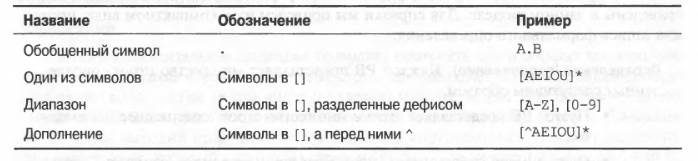 Название Обозначение Пример
Обобщенный символ . A.B
Один из символов Символы в [] [AEIOU]*
Диапазон Символы в [], разделенные дефисом [A-Z], [0-9]
Дополнение Символы в [], а перед ними ^ [^AEIOU]*